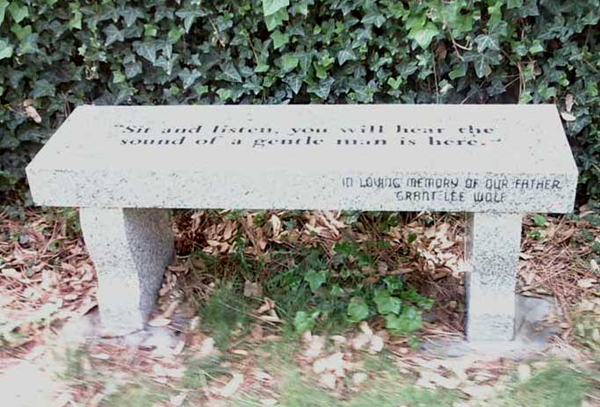 "Sit and listen, you will hear the
sound of a gentle man is here."
IN LOVING MEMORY OF OUR FATHER
GRANT LEE WOLF